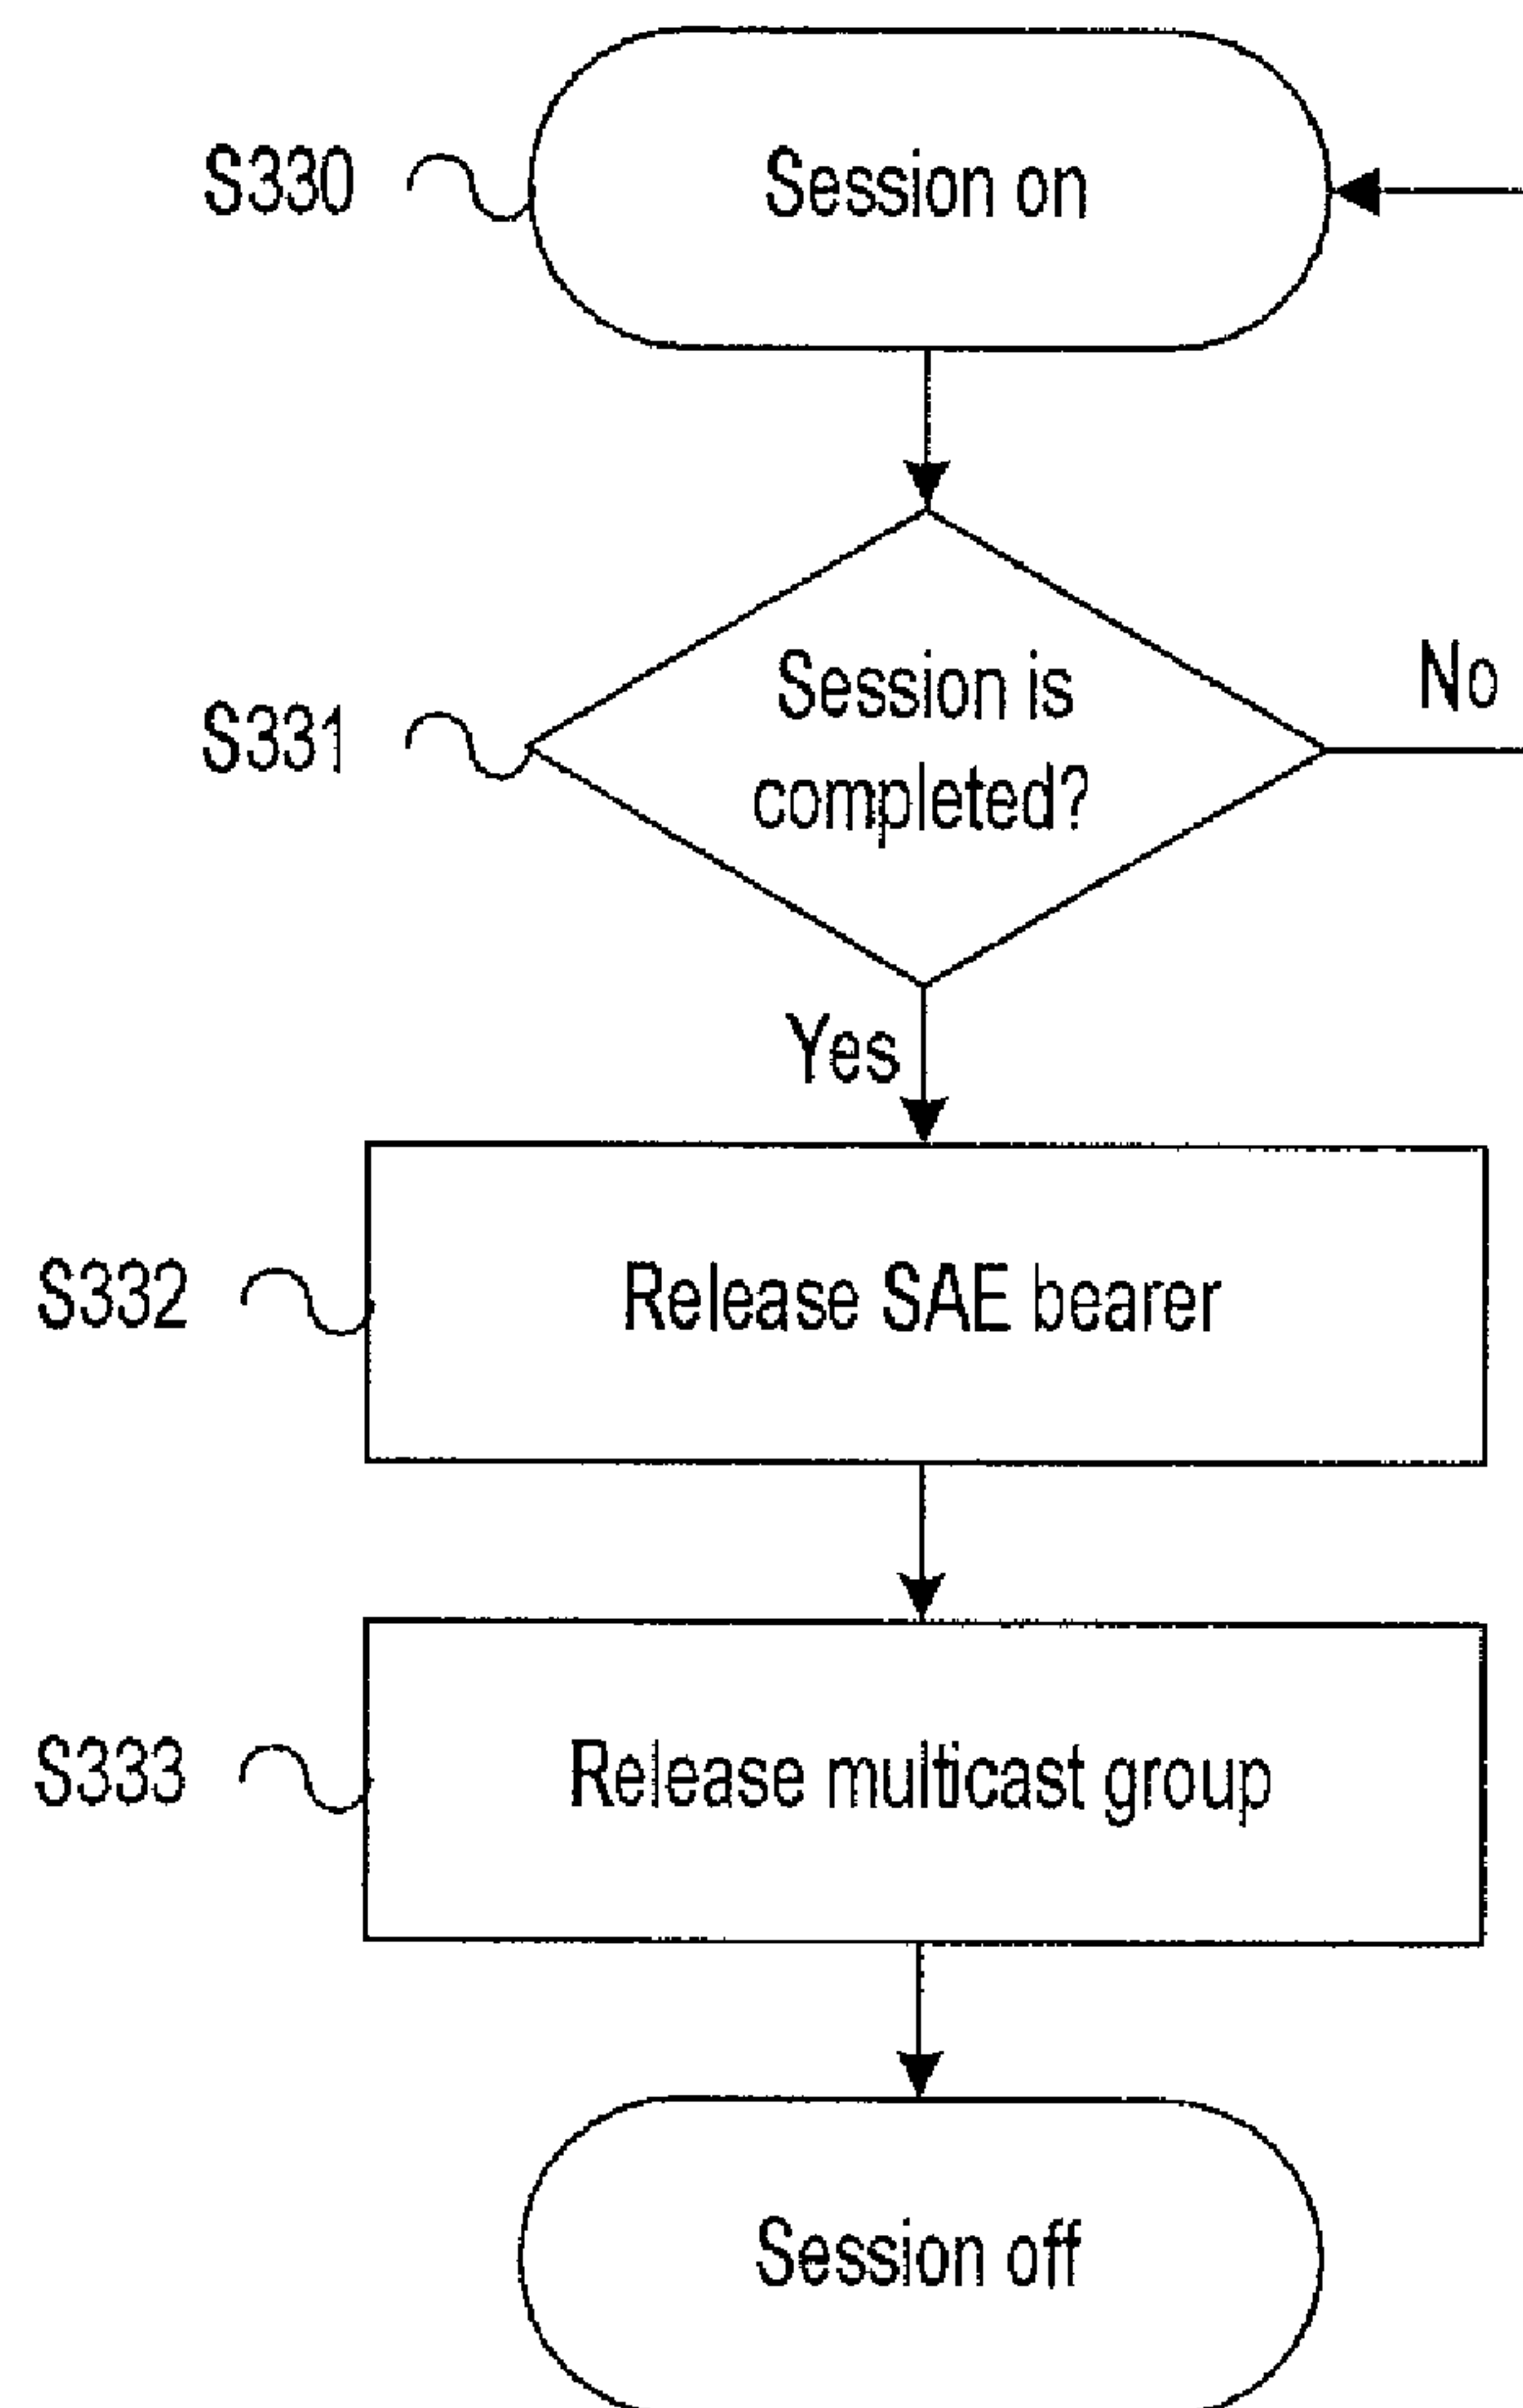 S330
Session on
S331
Session is
completed?
No
Yes
S332
Release SAE bearer
S333
Release multicast group
Session off